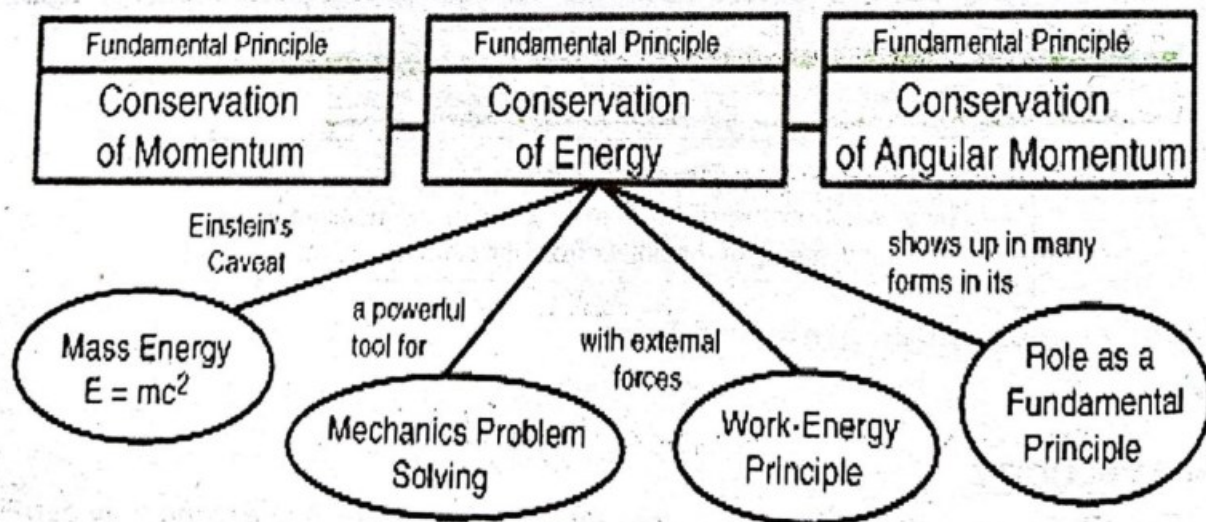 Fundamental Principle
Conservation
of Momentum
Fundamental Principle
Conservation
of Energy
Fundamental Principle
Conservation
of Angular Momentum
Einstein's
Caveat
a powerful
tool for
with external
forces
shows up in many
forms in its
Mass Energy
E = mc²
Mechanics Problem
Solving
Work-Energy
Principle
Role as a
Fundamental
Principle